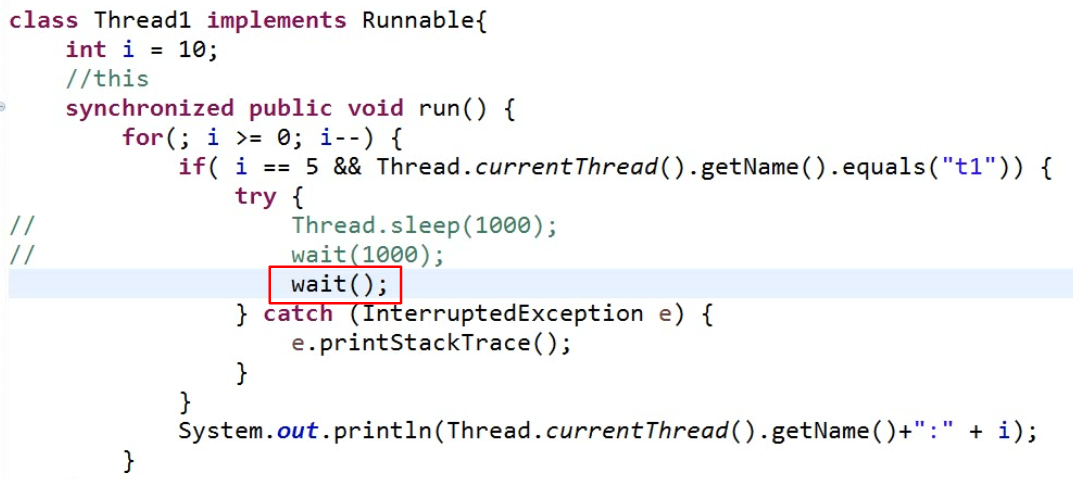 class Thread1 implements Runnable{
    int i = 10;
    //this
    synchronized public void run() {
        for(; i >= 0; i--) {
            if( i == 5 && Thread.currentThread().getName().equals("t1")) {
                try {
//                  Thread.sleep(1000);
//                  wait(1000);
                    wait();
                } catch (InterruptedException e) {
                    e.printStackTrace();
                }
            }
            System.out.println(Thread.currentThread().getName()+":" + i);
        }